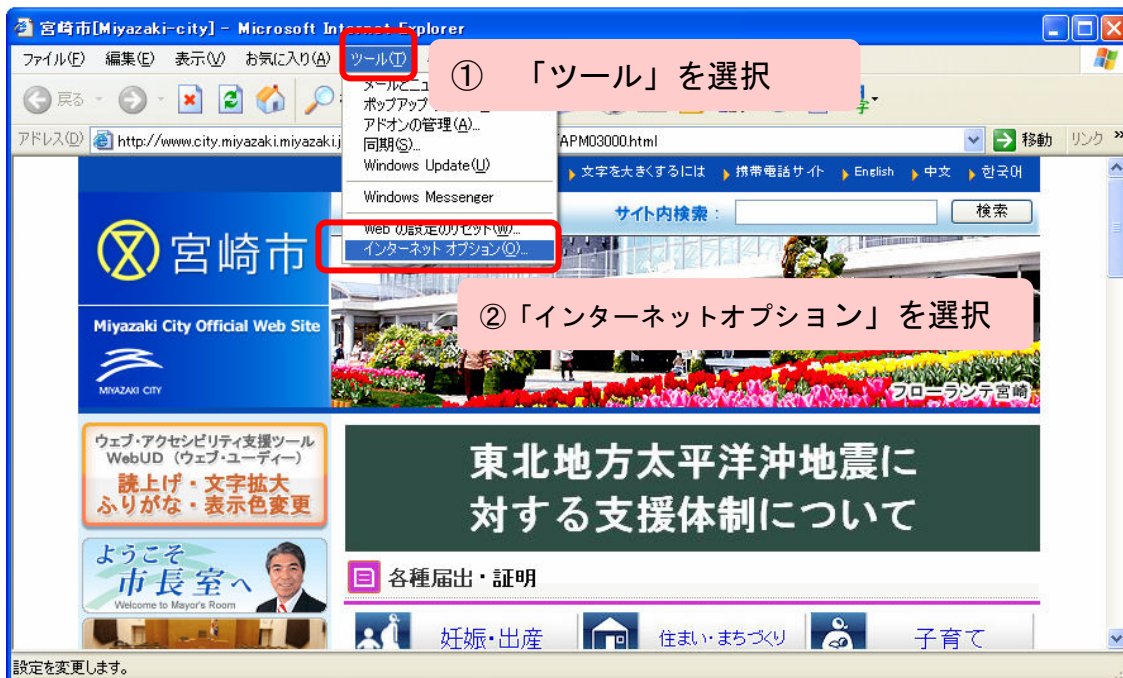 宮崎市[Miyazaki-city] - Microsoft Internet Explorer
ファイル(F) 編集(E) 表示(V) お気に入り(A) ツール(T)
① 「ツール」を選択
戻る
ポップアップ
アドオンの管理(A)...
同期(S)...
Windows Update(U)
Windows Messenger
Web の設定のリセット(W)...
インターネット オプション(O)...
アドレス(D) http://www.city.miyazaki.miyazaki.j APM03000.html 移動 リンク »
文字を大きくするには 携帯電話サイト English 中文 한국어
サイト内検索： 検索
宮崎市
Miyazaki City Official Web Site
MIYAZAKI CITY
②「インターネットオプション」を選択
フローランテ宮崎
ウェブ・アクセシビリティ支援ツール
WebUD（ウェブ・ユーディー）
読上げ・文字拡大
ふりがな・表示色変更
東北地方太平洋沖地震に
対する支援体制について
ようこそ
市長室へ
Welcome to Mayor's Room
各種届出・証明
妊娠・出産 住まい・まちづくり 子育て
設定を変更します。